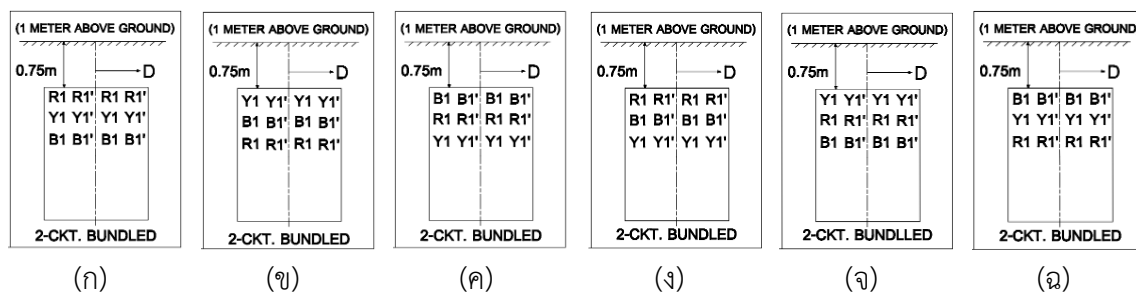 (1 METER ABOVE GROUND)
0.75m
D
R1 R1' R1 R1'
Y1 Y1' Y1 Y1'
B1 B1' B1 B1'
2-CKT. BUNDLED
(ก)
(1 METER ABOVE GROUND)
0.75m
D
Y1 Y1' Y1 Y1'
B1 B1' B1 B1'
R1 R1' R1 R1'
2-CKT. BUNDLED
(ข)
(1 METER ABOVE GROUND)
0.75m
D
B1 B1' B1 B1'
R1 R1' R1 R1'
Y1 Y1' Y1 Y1'
2-CKT. BUNDLED
(ค)
(1 METER ABOVE GROUND)
0.75m
D
R1 R1' R1 R1'
B1 B1' B1 B1'
Y1 Y1' Y1 Y1'
2-CKT. BUNDLED
(ง)
(1 METER ABOVE GROUND)
0.75m
D
Y1 Y1' Y1 Y1'
R1 R1' R1 R1'
B1 B1' B1 B1'
2-CKT. BUNDLLED
(จ)
(1 METER ABOVE GROUND)
0.75m
D
B1 B1' B1 B1'
Y1 Y1' Y1 Y1'
R1 R1' R1 R1'
2-CKT. BUNDLED
(ฉ)